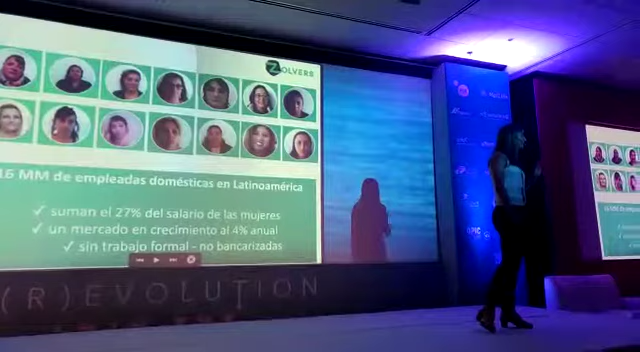 ZOLVERS
16 MM de empleadas domésticas en Latinoamérica
✓ suman el 27% del salario de las mujeres
✓ un mercado en crecimiento al 4% anual
✓ sin trabajo formal - no bancarizadas
(R)EVOLUTION